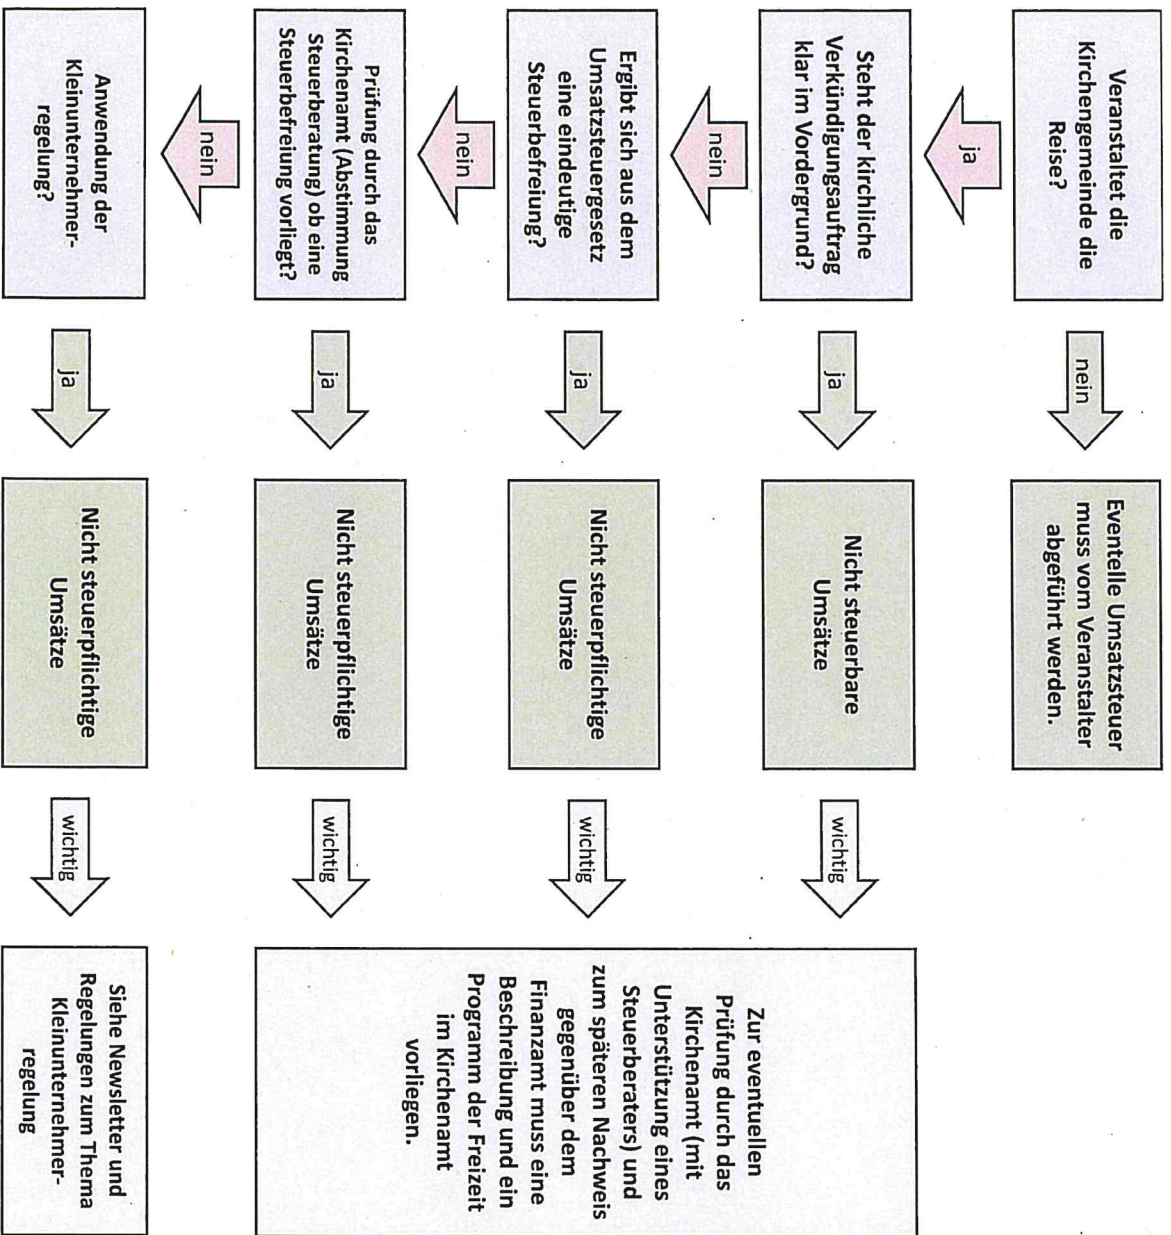 Veranstaltet die
Kirchengemeinde die
Reise?
nein
Eventelle Umsatzsteuer
muss vom Veranstalter
abgeführt werden.
ja
Steht der kirchliche
Verkündigungsauftrag
klar im Vordergrund?
ja
Nicht steuerbare
Umsätze
wichtig
Zur eventuellen
Prüfung durch das
Kirchenamt (mit
Unterstützung eines
Steuerberaters) und
zum späteren Nachweis
gegenüber dem
Finanzamt muss eine
Beschreibung und ein
Programm der Freizeit
im Kirchenamt
vorliegen.
nein
Ergibt sich aus dem
Umsatzsteuergesetz
eine eindeutige
Steuerbefreiung?
ja
Nicht steuerpflichtige
Umsätze
wichtig
nein
Prüfung durch das
Kirchenamt (Abstimmung
Steuerberatung) ob eine
Steuerbefreiung vorliegt?
ja
Nicht steuerpflichtige
Umsätze
wichtig
nein
Anwendung der
Kleinunternehmer-
regelung?
ja
Nicht steuerpflichtige
Umsätze
wichtig
Siehe Newsletter und
Regelungen zum Thema
Kleinunternehmer-
regelung